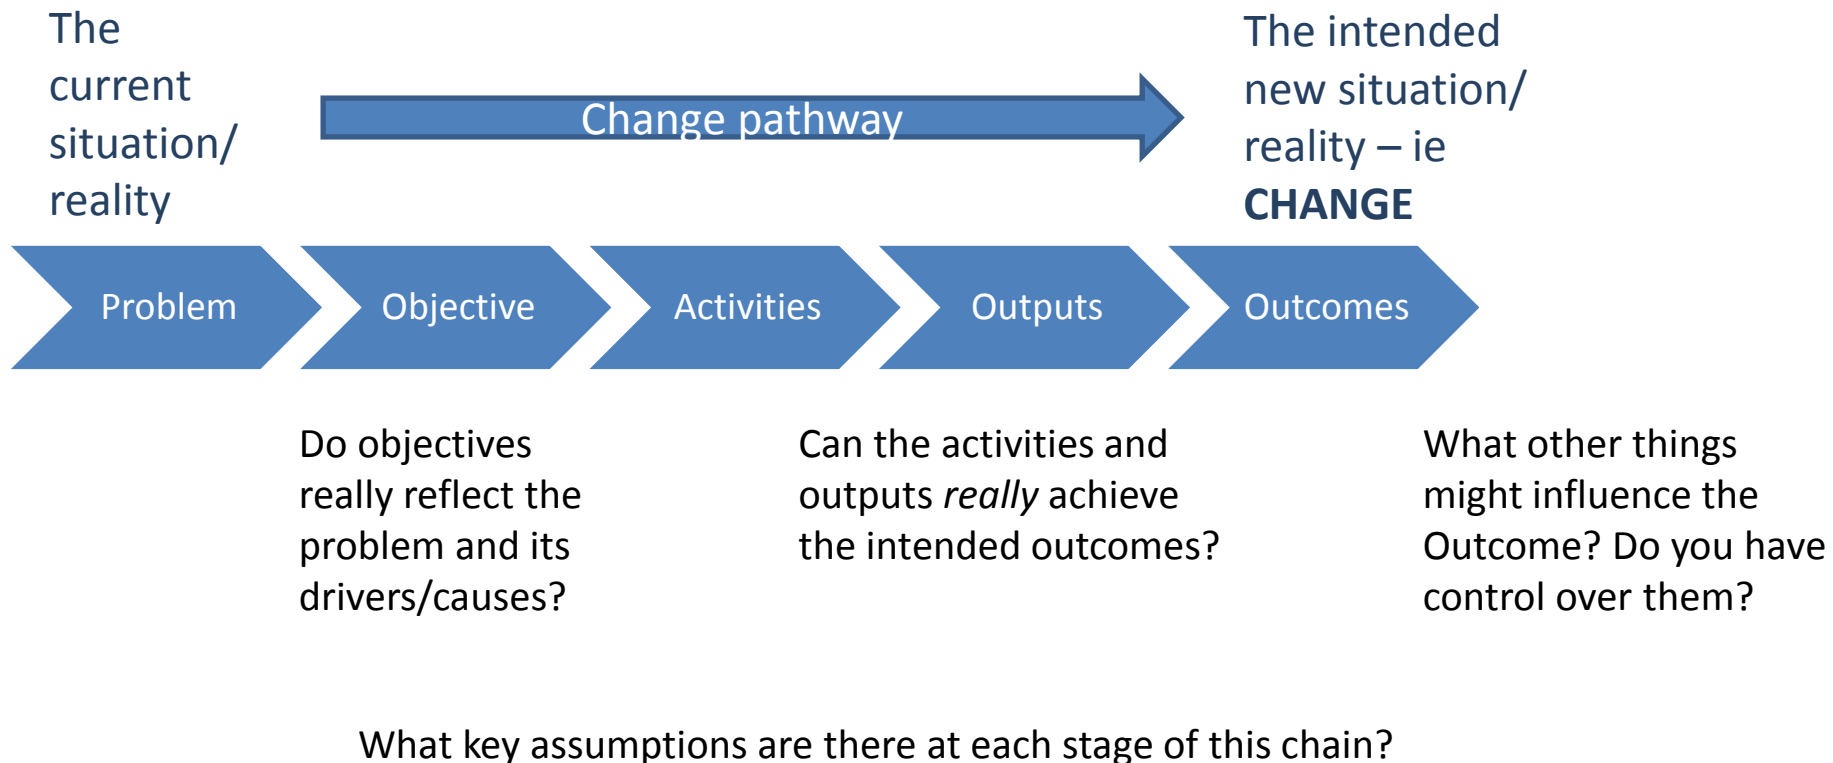 The
current
situation/
reality
Change pathway
The intended
new situation/
reality – ie
CHANGE
Problem
Objective
Activities
Outputs
Outcomes
Do objectives
really reflect the
problem and its
drivers/causes?
Can the activities and
outputs really achieve
the intended outcomes?
What other things
might influence the
Outcome? Do you have
control over them?
What key assumptions are there at each stage of this chain?